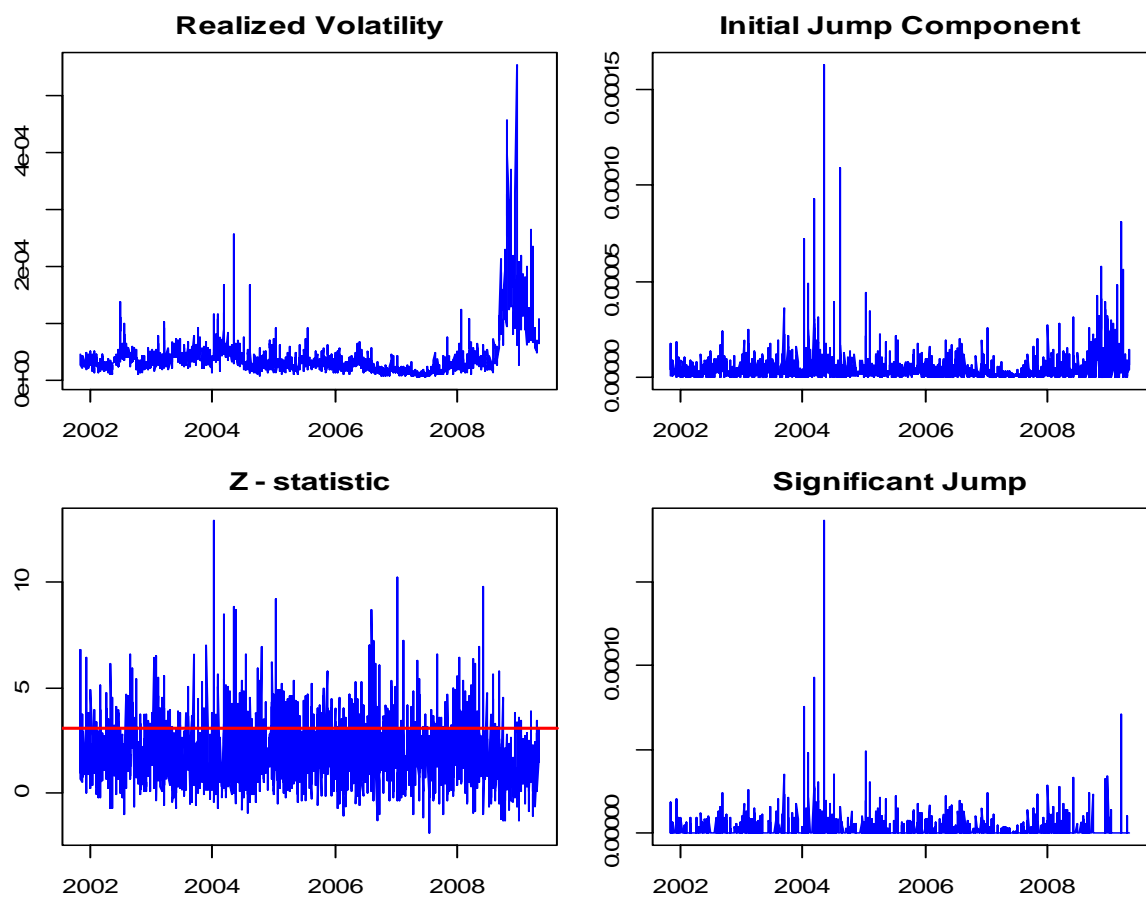 Realized Volatility
4e-04
2e-04
0e+00
2002 2004 2006 2008
Initial Jump Component
0.00015
0.00010
0.00005
0.00000
2002 2004 2006 2008
Z - statistic
10
5
0
2002 2004 2006 2008
Significant Jump
0.00010
0.00000
2002 2004 2006 2008